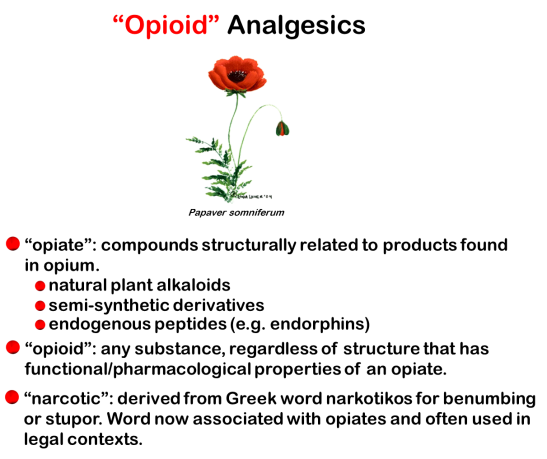 “Opioid” Analgesics
Papaver somniferum
“opiate”: compounds structurally related to products found
in opium.
natural plant alkaloids
semi-synthetic derivatives
endogenous peptides (e.g. endorphins)
“opioid”: any substance, regardless of structure that has
functional/pharmacological properties of an opiate.
“narcotic”: derived from Greek word narkotikos for benumbing
or stupor. Word now associated with opiates and often used in
legal contexts.